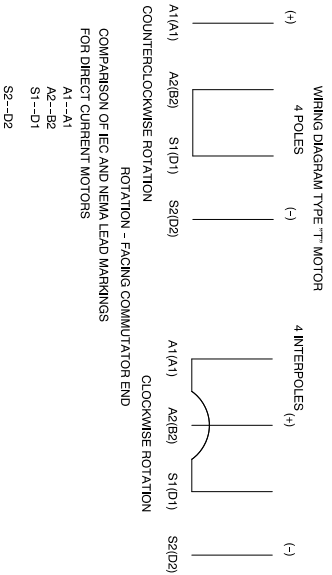 WIRING DIAGRAM TYPE "T" MOTOR
4 POLES 4 INTERPOLES
(+) (-) (+) (-)
A1(A1) A2(B2) S1(D1) S2(D2) A1(A1) A2(B2) S1(D1) S2(D2)
COUNTERCLOCKWISE ROTATION CLOCKWISE ROTATION
ROTATION - FACING COMMUTATOR END
COMPARISON OF IEC AND NEMA LEAD MARKINGS
FOR DIRECT CURRENT MOTORS
A1--A1
A2--B2
S1--D1
S2--D2